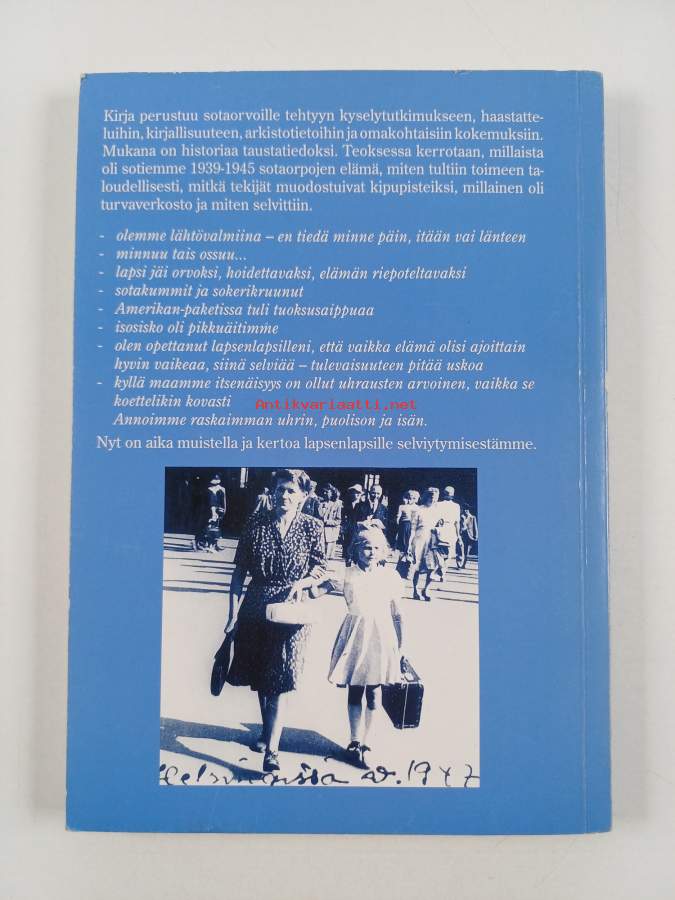 Kirja perustuu sotaorvoille tehtyyn kyselytutkimukseen, haastatte-
luihin, kirjallisuuteen, arkistotietoihin ja omakohtaisiin kokemuksiin.
Mukana on historiaa taustatiedoksi. Teoksessa kerrotaan, millaista
oli sotiemme 1939-1945 sotaorpojen elämä, miten tultiin toimeen ta-
loudellisesti, mitkä tekijät muodostuivat kipupisteiksi, millainen oli
turvaverkosto ja miten selvittiin.
- olemme lähtövalmiina – en tiedä minne päin, itään vai länteen
- minnuu tais ossuu...
- lapsi jäi orvoksi, hoidettavaksi, elämän riepoteltavaksi
- sotakummit ja sokerikruunut
- Amerikan-paketissa tuli tuoksusaippuaa
- isosisko oli pikkuäitimme
- olen opettanut lapsenlapsilleni, että vaikka elämä olisi ajoittain
hyvin vaikeaa, siinä selviää – tulevaisuuteen pitää uskoa
- kyllä maamme itsenäisyys on ollut uhrausten arvoinen, vaikka se
koettelikin kovasti
Antikvariaatti.net
Annoimme raskaimman uhrin, puolison ja isän.
Nyt on aika muistella ja kertoa lapsenlapsille selviytymisestämme.
Helsingissä v. 1947